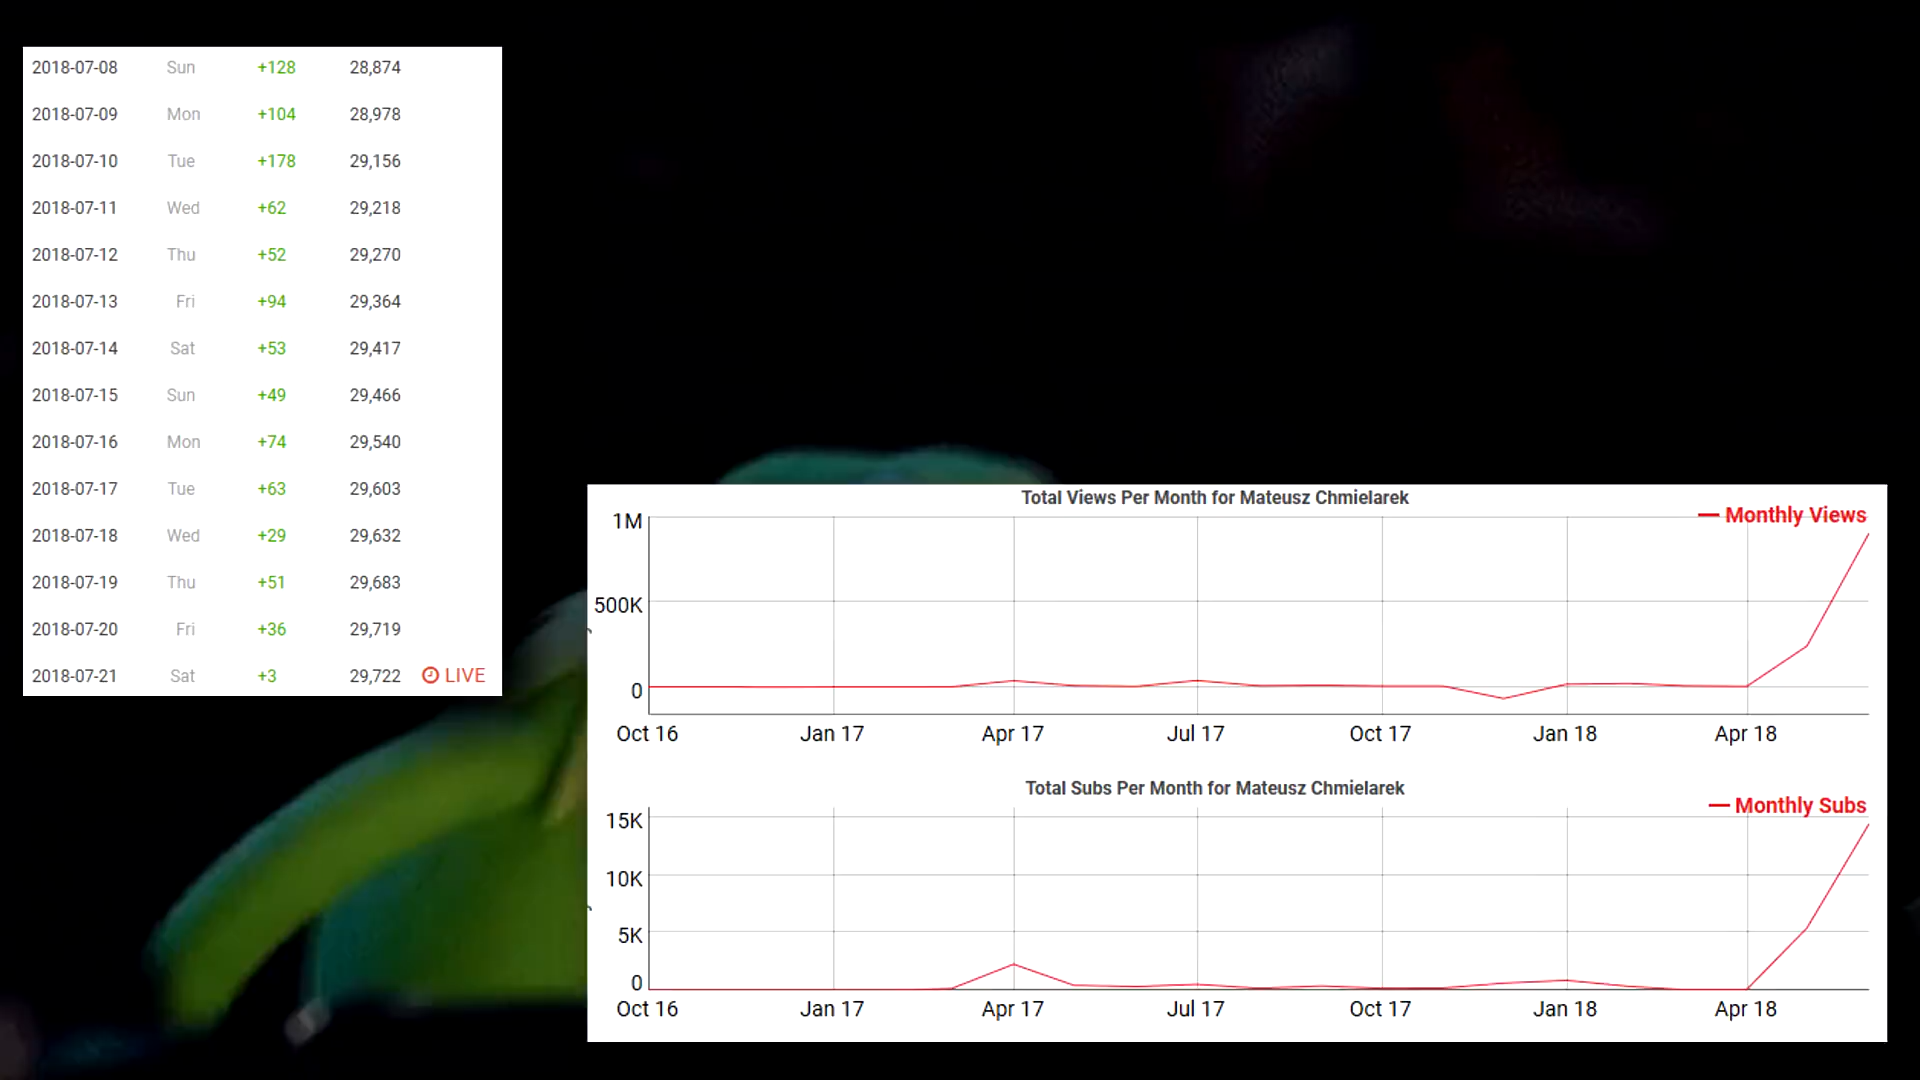 2018-07-08 Sun +128 28,874
2018-07-09 Mon +104 28,978
2018-07-10 Tue +178 29,156
2018-07-11 Wed +62 29,218
2018-07-12 Thu +52 29,270
2018-07-13 Fri +94 29,364
2018-07-14 Sat +53 29,417
2018-07-15 Sun +49 29,466
2018-07-16 Mon +74 29,540
2018-07-17 Tue +63 29,603
2018-07-18 Wed +29 29,632
2018-07-19 Thu +51 29,683
2018-07-20 Fri +36 29,719
2018-07-21 Sat +3 29,722 LIVE
Total Views Per Month for Mateusz Chmielarek
Monthly Views
1M
500K
0
Oct 16 Jan 17 Apr 17 Jul 17 Oct 17 Jan 18 Apr 18
Total Subs Per Month for Mateusz Chmielarek
Monthly Subs
15K
10K
5K
0
Oct 16 Jan 17 Apr 17 Jul 17 Oct 17 Jan 18 Apr 18